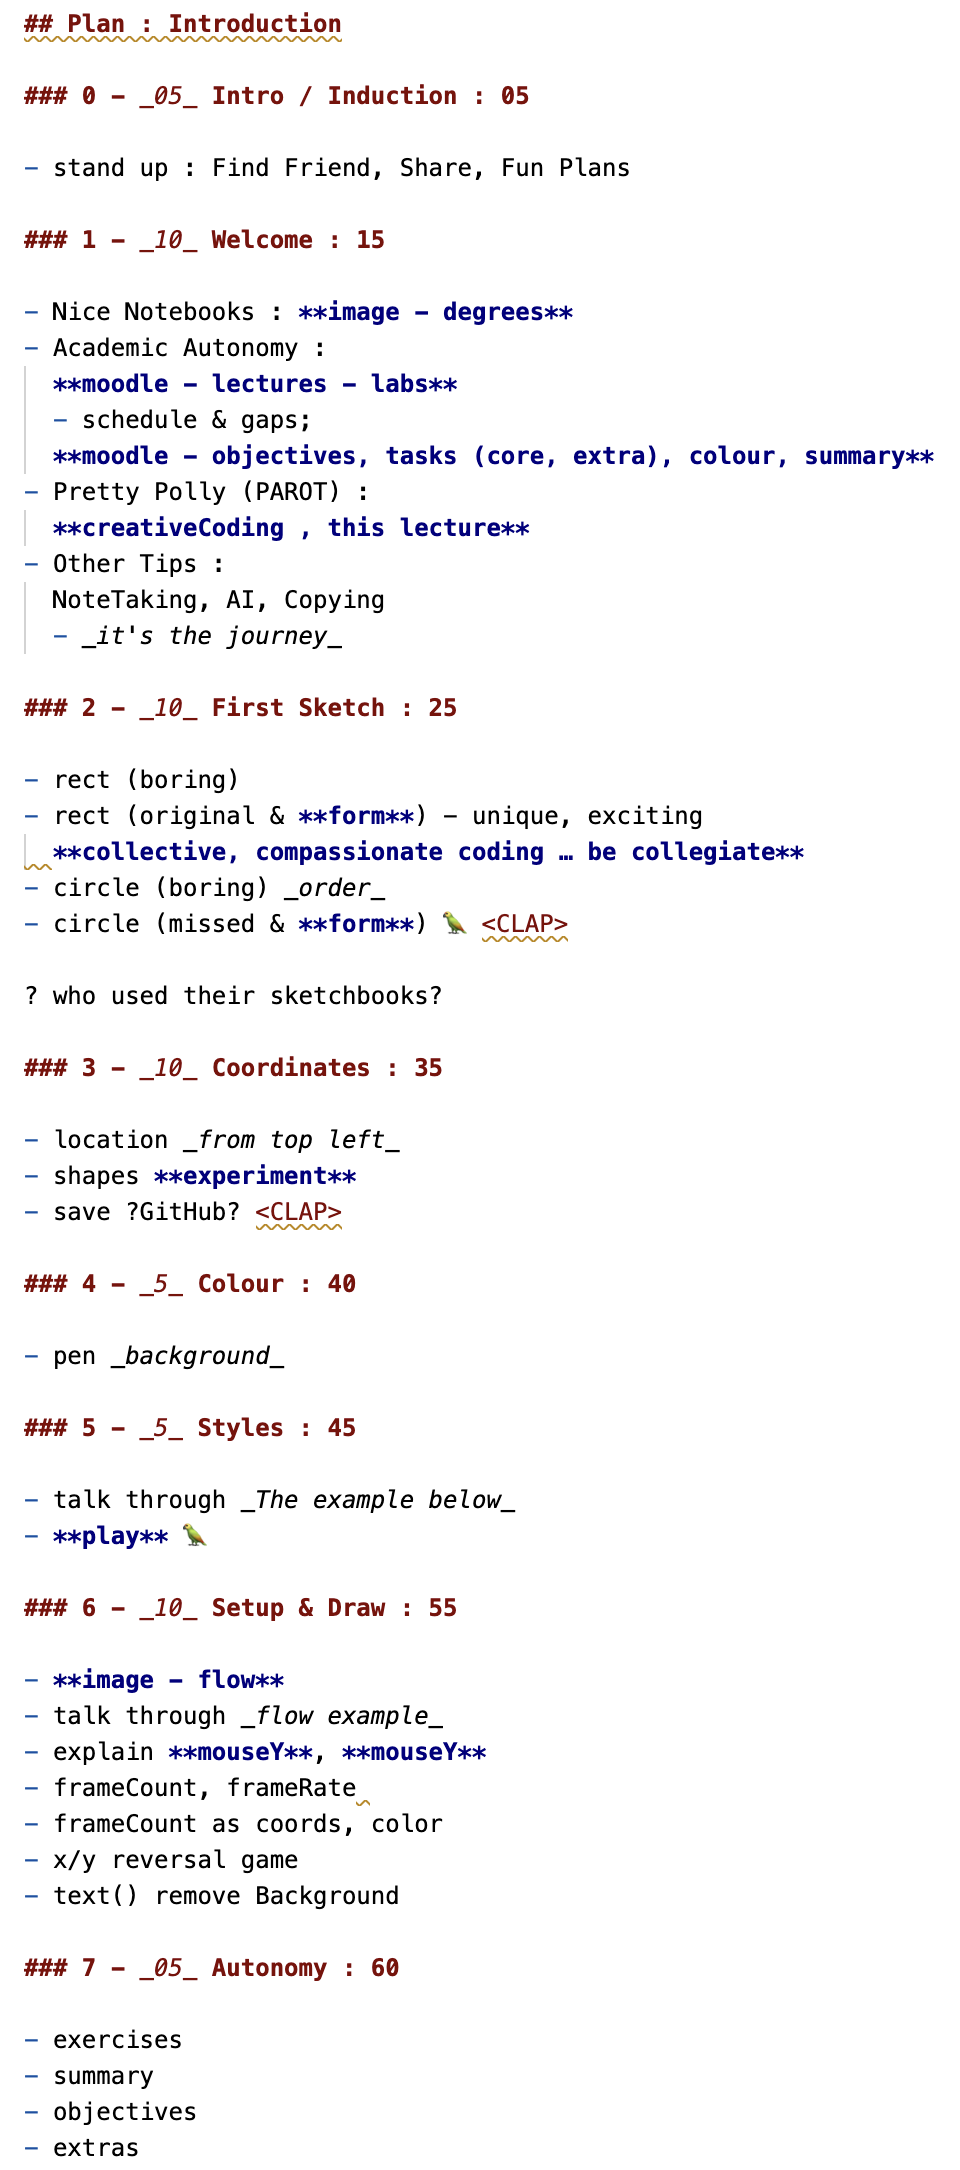 ## Plan : Introduction
### 0 – _05_ Intro / Induction : 05
– stand up : Find Friend, Share, Fun Plans
### 1 – _10_ Welcome : 15
– Nice Notebooks : **image – degrees**
– Academic Autonomy :
**moodle – lectures – labs**
– schedule & gaps;
**moodle – objectives, tasks (core, extra), colour, summary**
– Pretty Polly (PAROT) :
**creativeCoding , this lecture**
– Other Tips :
NoteTaking, AI, Copying
– _it's the journey_
### 2 – _10_ First Sketch : 25
– rect (boring)
– rect (original & **form**) – unique, exciting
**collective, compassionate coding … be collegiate**
– circle (boring) _order_
– circle (missed & **form**) 🦜 <CLAP>
? who used their sketchbooks?
### 3 – _10_ Coordinates : 35
– location _from top left_
– shapes **experiment**
– save ?GitHub? <CLAP>
### 4 – _5_ Colour : 40
– pen _background_
### 5 – _5_ Styles : 45
– talk through _The example below_
– **play** 🦜
### 6 – _10_ Setup & Draw : 55
– **image – flow**
– talk through _flow example_
– explain **mouseY**, **mouseY**
– frameCount, frameRate
– frameCount as coords, color
– x/y reversal game
– text() remove Background
### 7 – _05_ Autonomy : 60
– exercises
– summary
– objectives
– extras